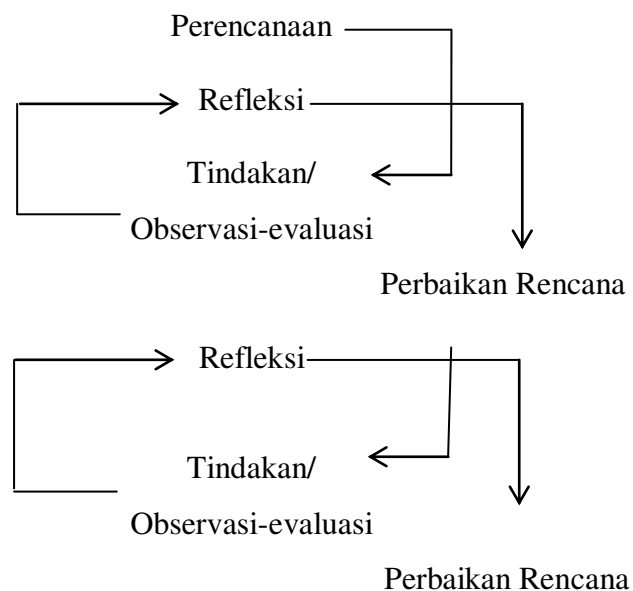 Perencanaan
Refleksi
Tindakan/
Observasi-evaluasi
Perbaikan Rencana
Refleksi
Tindakan/
Observasi-evaluasi
Perbaikan Rencana